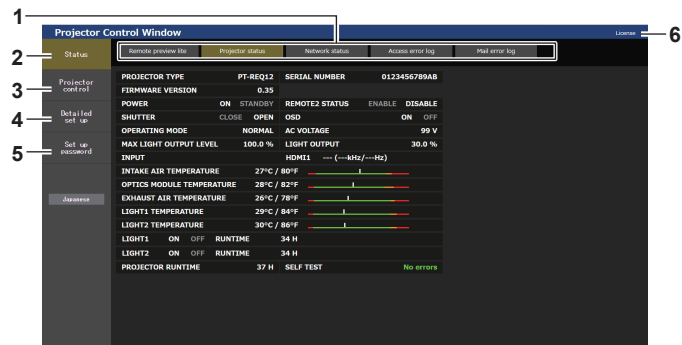 1
Projector Control Window
License
6
2
Status
Remote preview lite
Projector status
Network status
Access error log
Mail error log
3
Projector
control
4
Detailed
set up
5
Set up
password
Japanese
PROJECTOR TYPE PT-REQ12 SERIAL NUMBER 0123456789AB
FIRMWARE VERSION 0.35
POWER ON STANDBY REMOTE2 STATUS ENABLE DISABLE
SHUTTER CLOSE OPEN OSD ON OFF
OPERATING MODE NORMAL AC VOLTAGE 99 V
MAX LIGHT OUTPUT LEVEL 100.0 % LIGHT OUTPUT 30.0 %
INPUT HDMI1 --- (---kHz/---Hz)
INTAKE AIR TEMPERATURE 27°C / 80°F
OPTICS MODULE TEMPERATURE 28°C / 82°F
EXHAUST AIR TEMPERATURE 26°C / 78°F
LIGHT1 TEMPERATURE 29°C / 84°F
LIGHT2 TEMPERATURE 30°C / 86°F
LIGHT1 ON OFF RUNTIME 34 H
LIGHT2 ON OFF RUNTIME 34 H
PROJECTOR RUNTIME 37 H SELF TEST No errors